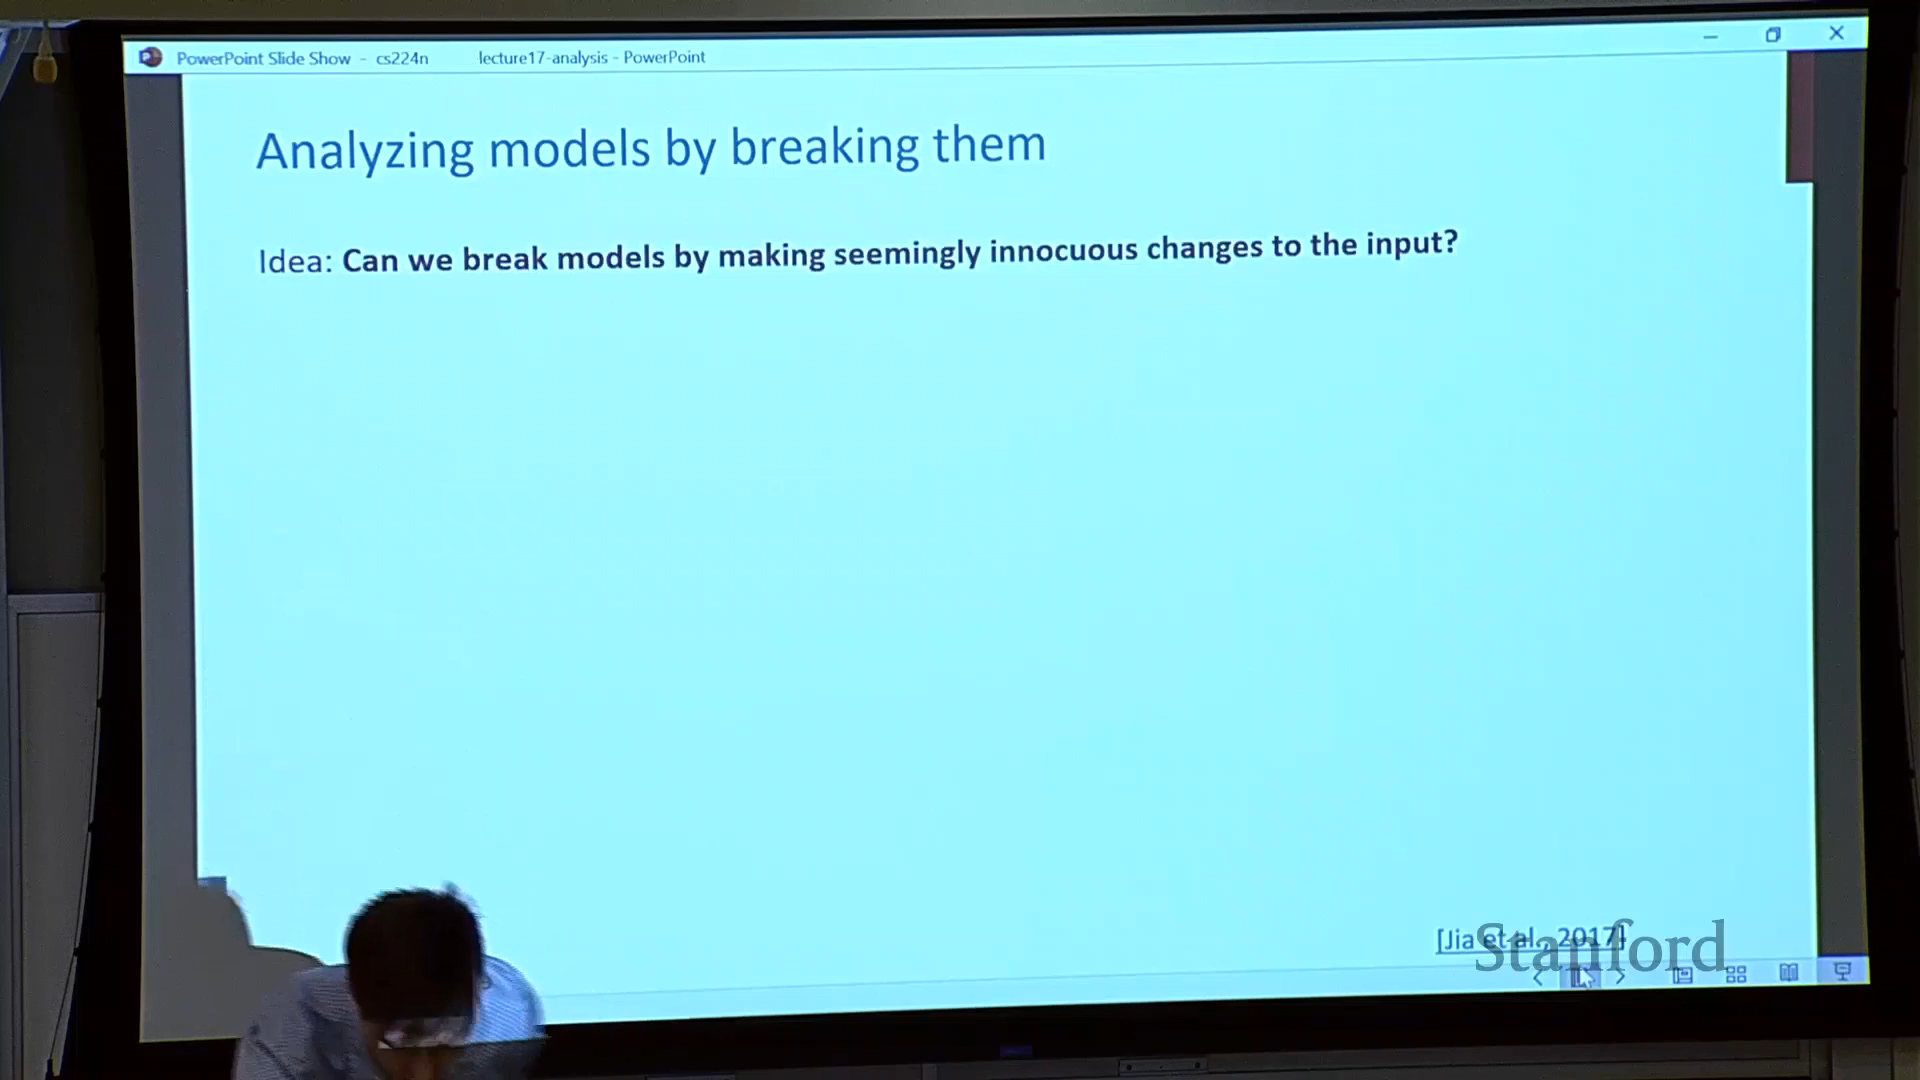 PowerPoint Slide Show - cs224n lecture17-analysis - PowerPoint
Analyzing models by breaking them
Idea: Can we break models by making seemingly innocuous changes to the input?
[Jia et al., 2017]
Stanford